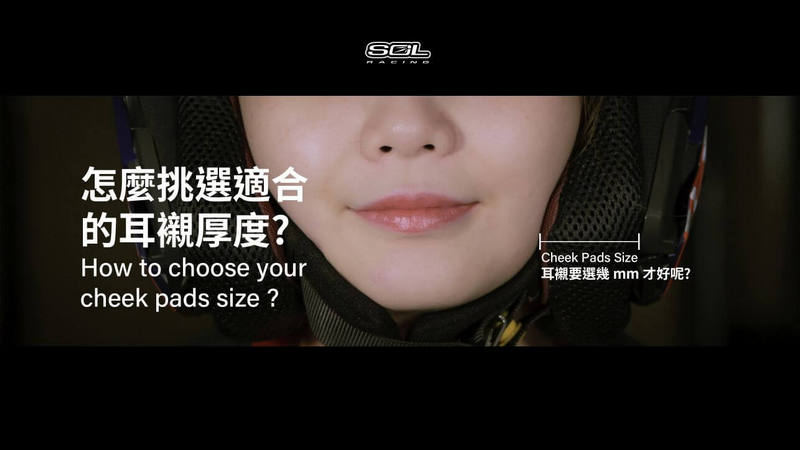 SOL
RACING
怎麼挑選適合
的耳襯厚度?
How to choose your
cheek pads size ?
Cheek Pads Size
耳襯要選幾 mm 才好呢?